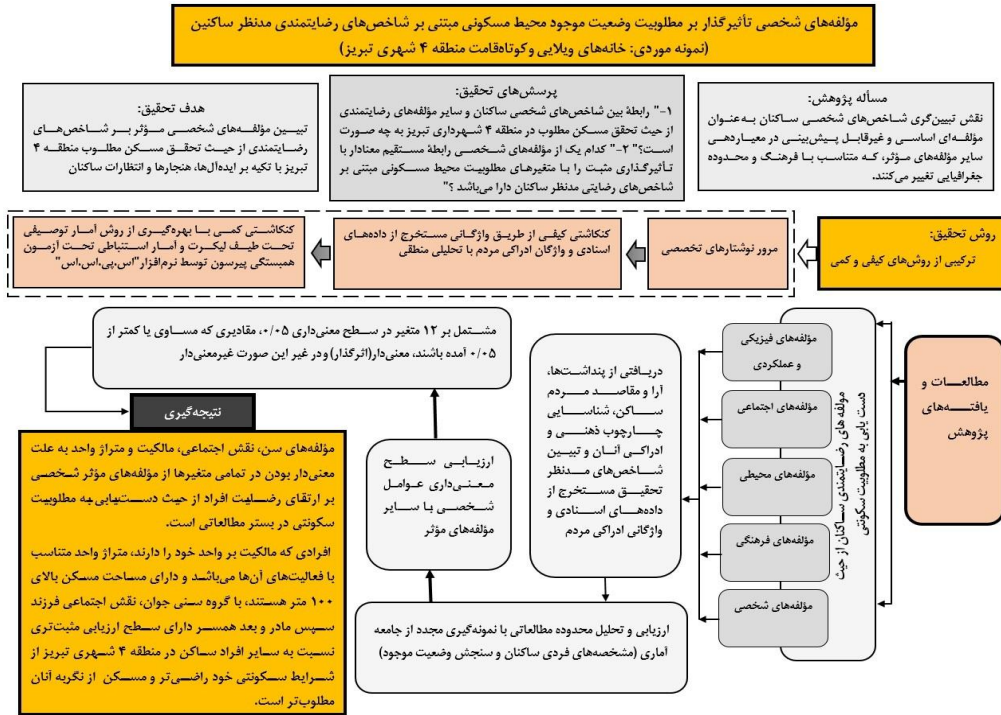 مؤلفه‌های شخصی تأثیرگذار بر مطلوبیت وضعیت موجود محیط مسکونی مبتنی بر شاخص‌های رضایتمندی مدنظر ساکنین
(نمونه موردی: خانه‌های ویلایی وکوتاه‌قامت منطقه ۴ شهری تبریز)
مسأله پژوهش:
نقش تبیین‌گری شاخص‌های شخصی ساکنان به‌عنوان
مؤلفه‌ای اساسی و غیرقابل پیش‌بینی در معیاردهی
سایر مؤلفه‌های مؤثر، که متناسب با فرهنگ و محدوده
جغرافیایی تغییر می‌کنند.
پرسش‌های تحقیق:
۱-" رابطهٔ بین شاخص‌های شخصی ساکنان و سایر مؤلفه‌های رضایتمندی
از حیث تحقق مسکن مطلوب در منطقه ۴ شهرداری تبریز به چه صورت
است؟" ۲-" کدام یک از مؤلفه‌های شخصی رابطهٔ مستقیم معنادار با
تأثیرگذاری مثبت را با متغیرهای مطلوبیت محیط مسکونی مبتنی بر
شاخص‌های رضایتی مدنظر ساکنان دارا می‌باشد ؟"
هدف تحقیق:
تبیین مؤلفه‌های شخصی مؤثر بر شاخص‌های
رضایتمندی از حیث تحقق مسکن مطلوب منطقه ۴
تبریز با تکیه بر ایده‌آل‌ها، هنجارها و انتظارات ساکنان
روش تحقیق:
ترکیبی از روش‌های کیفی و کمی
مرور نوشتارهای تخصصی
کنکاشتی کیفی از طریق واژگانی مستخرج از داده‌های
اسنادی و واژگان ادراکی مردم با تحلیلی منطقی
کنکاشتی کمی با بهره‌گیری از روش آمار توصیفی
تحت طیف لیکرت و آمار استنباطی تحت آزمون
همبستگی پیرسون توسط نرم‌افزار"اس،پی،اس،اس"
مطالعات و
یافته‌های
پژوهش
مولفه های رضایتمندی ساکنان از حیث
دست یابی به مطلوبیت سکونتی
مؤلفه‌های فیزیکی
و عملکردی
مؤلفه‌های اجتماعی
مؤلفه‌های محیطی
مؤلفه‌های فرهنگی
مؤلفه‌های شخصی
دریافتی از پنداشت‌ها،
آرا و مقاصد مردم
ساکن، شناسایی
چارچوب ذهنی و
ادراکی آنان و تبیین
شاخص‌های مدنظر
تحقیق مستخرج از
داده‌های اسنادی و
واژگانی ادراکی مردم
ارزیابی و تحلیل محدوده مطالعاتی با نمونه‌گیری مجدد از جامعه
آماری (مشخصه‌های فردی ساکنان و سنجش وضعیت موجود)
ارزیابی سطح
معنی‌داری عوامل
شخصی با سایر
مؤلفه‌های مؤثر
مشتمل بر ۱۲ متغیر در سطح معنی‌داری ۰/۰۵، مقادیری که مساوی یا کمتر از
۰/۰۵ آمده باشند، معنی‌دار(اثرگذار) و در غیر این صورت غیرمعنی‌دار
نتیجه‌گیری
مؤلفه‌های سن، نقش اجتماعی، مالکیت و متراژ واحد به علت
معنی‌دار بودن در تمامی متغیرها از مؤلفه‌های مؤثر شخصی
بر ارتقای رضایت افراد از حیث دست‌یابی به مطلوبیت
سکونتی در بستر مطالعاتی است.
افرادی که مالکیت بر واحد خود را دارند، متراژ واحد متناسب
با فعالیت‌های آن‌ها می‌باشد و دارای مساحت مسکن بالای
۱۰۰ متر هستند، با گروه سنی جوان، نقش اجتماعی فرزند
سپس مادر و بعد همسر دارای سطح ارزیابی مثبت‌تری
نسبت به سایر افراد ساکن در منطقه ۴ شهری تبریز از
شرایط سکونتی خود راضی‌تر و مسکن از نگربه آنان
مطلوب‌تر است.